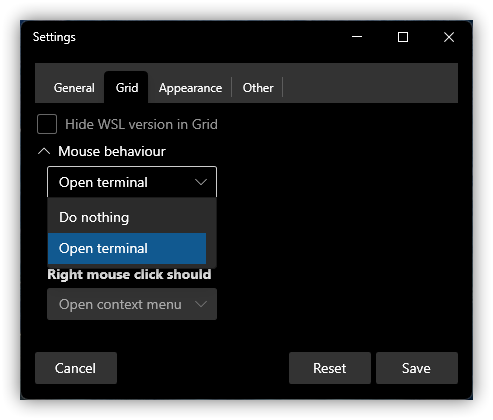 Settings
General Grid Appearance Other
Hide WSL version in Grid
Mouse behaviour
Open terminal
Do nothing
Open terminal
Right mouse click should
Open context menu
Cancel Reset Save